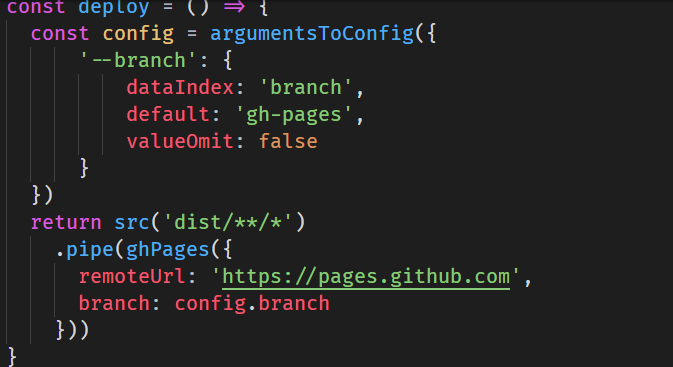 const deploy = () => {
const config = argumentsToConfig({
'--branch': {
dataIndex: 'branch',
default: 'gh-pages',
valueOmit: false
}
})
return src('dist/**/*')
.pipe(ghPages({
remoteUrl: 'https://pages.github.com',
branch: config.branch
}))
}